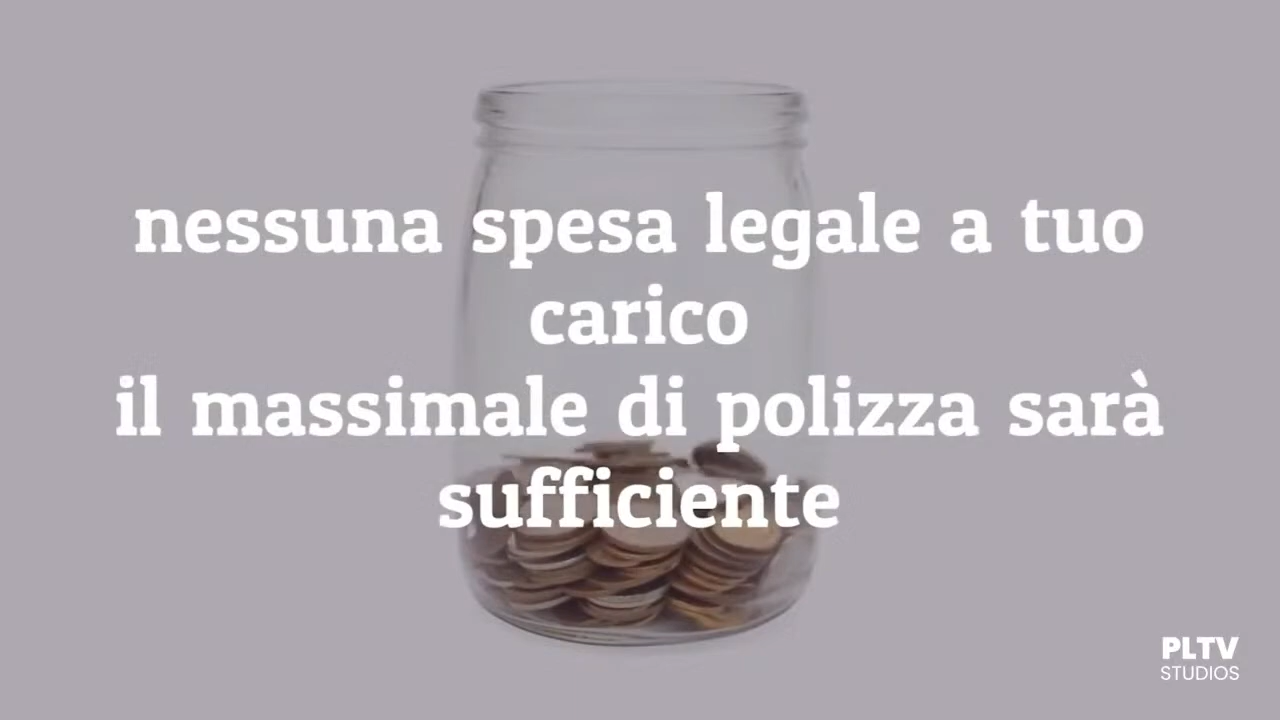 nessuna spesa legale a tuo
carico
il massimale di polizza sarà
sufficiente
PLTV
STUDIOS